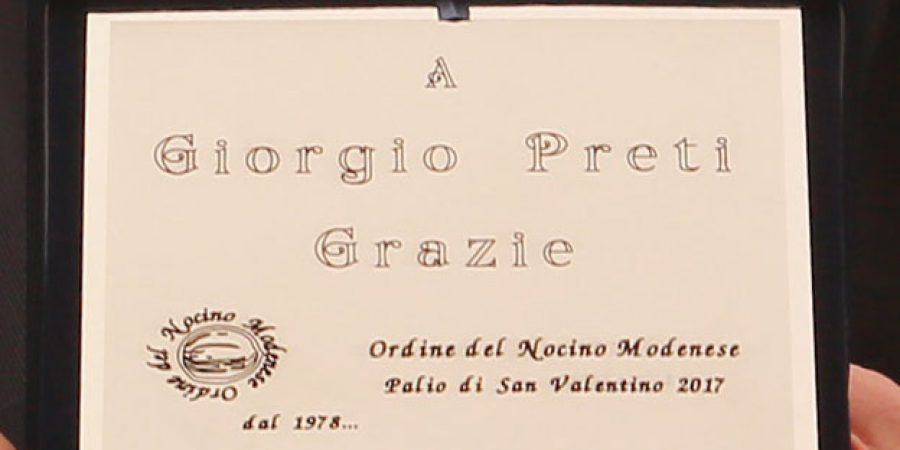 A
Giorgio Preti
Grazie
Ordine del Nocino Modenese
Ordine del Nocino Modenese
Palio di San Valentino 2017
dal 1978...